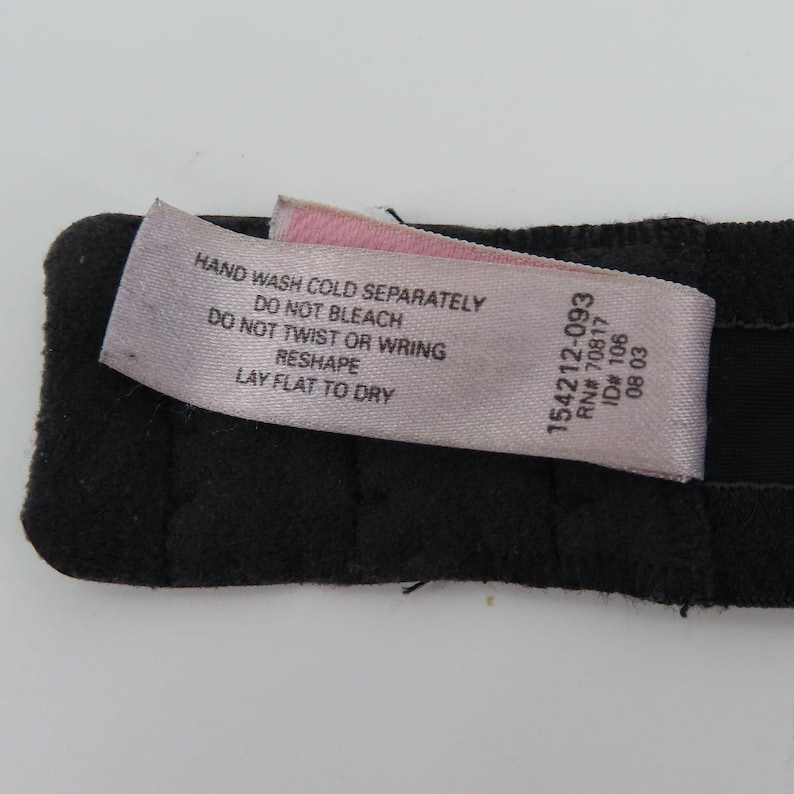 HAND WASH COLD SEPARATELY
DO NOT BLEACH
DO NOT TWIST OR WRING
RESHAPE
LAY FLAT TO DRY
154212-093
RN# 70817
ID# 106
08 03